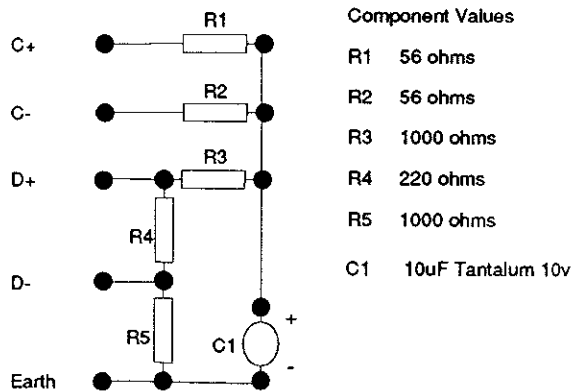 R1
C+
R2
C-
R3
D+
R4
D-
R5
C1
+
-
Earth
Component Values
R1 56 ohms
R2 56 ohms
R3 1000 ohms
R4 220 ohms
R5 1000 ohms
C1 10uF Tantalum 10v